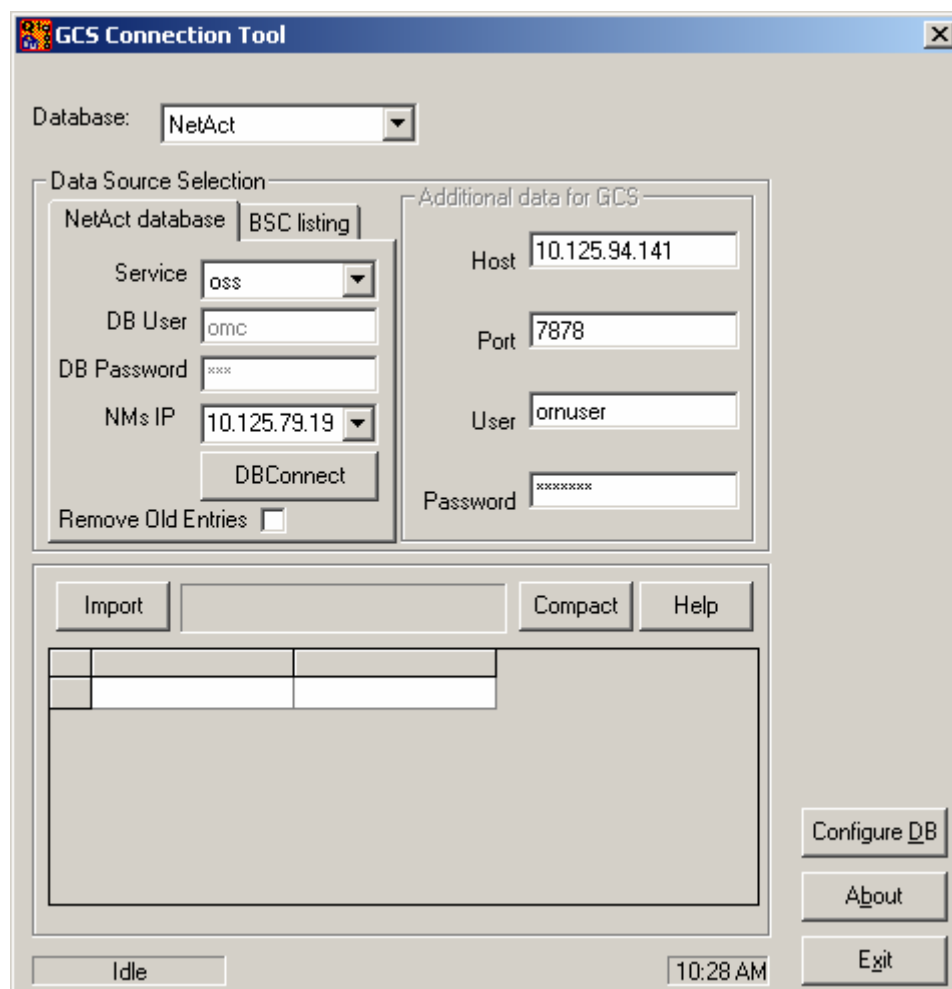 GCS Connection Tool
Database: NetAct
Data Source Selection
NetAct database BSC listing
Service oss
DB User omc
DB Password ***
NMs IP 10.125.79.19
DBConnect
Remove Old Entries
Additional data for GCS
Host 10.125.94.141
Port 7878
User omuser
Password *******
Import Compact Help
Configure DB
About
Exit
Idle 10:28 AM